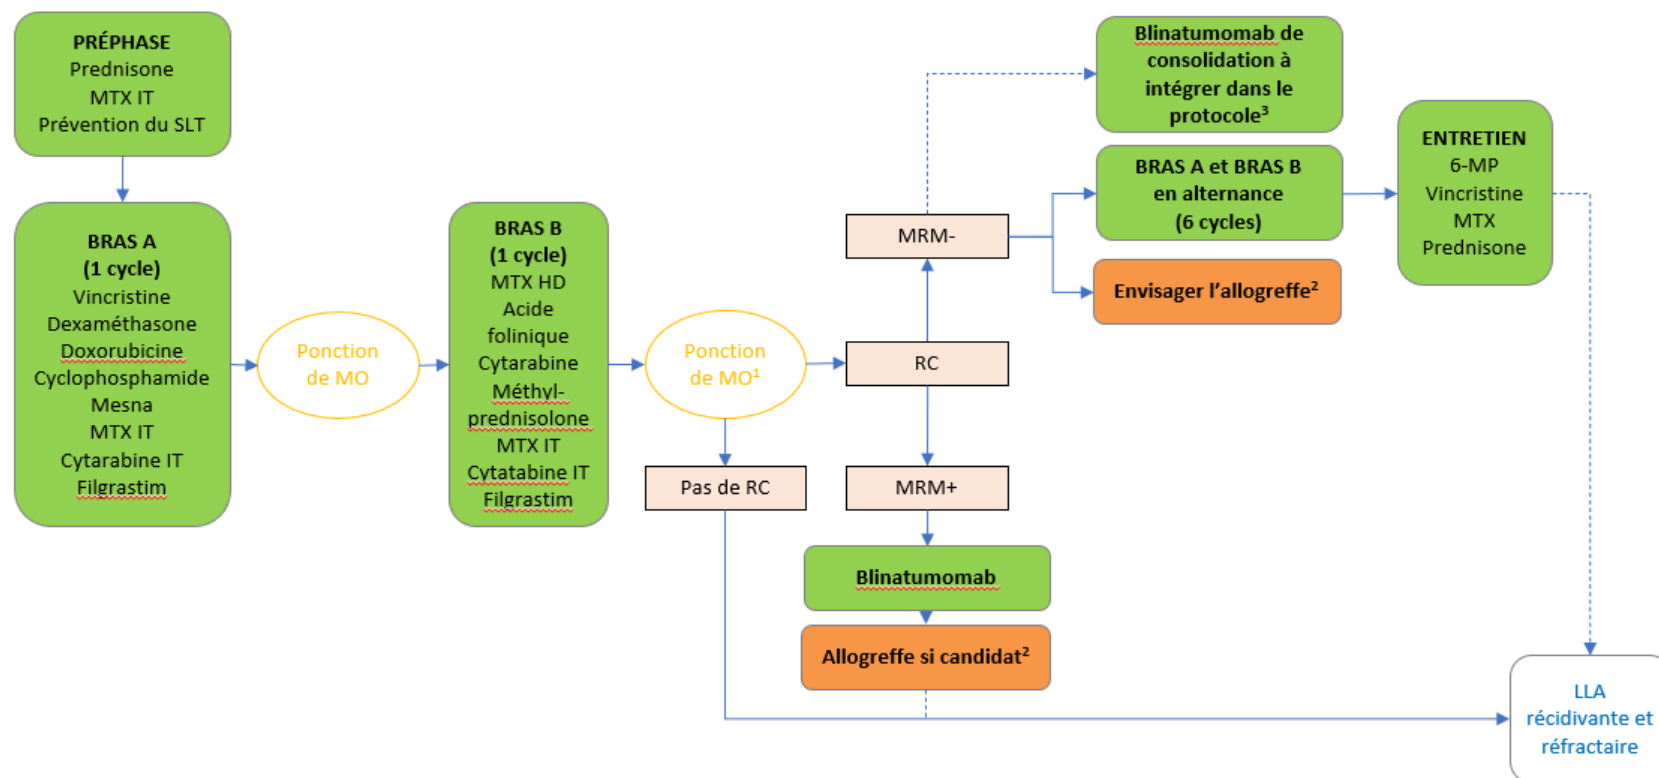 PRÉPHASE
Prednisone
MTX IT
Prévention du SLT
BRAS A
(1 cycle)
Vincristine
Dexaméthasone
Doxorubicine
Cyclophosphamide
Mesna
MTX IT
Cytarabine IT
Filgrastim
Ponction
de MO
BRAS B
(1 cycle)
MTX HD
Acide
folinique
Cytarabine
Méthyl-
prednisolone
MTX IT
Cytatabine IT
Filgrastim
Ponction
de MO¹
Pas de RC
MRM-
RC
MRM+
Blinatumomab
Allogreffe si candidat²
Blinatumomab de
consolidation à
intégrer dans le
protocole³
BRAS A et BRAS B
en alternance
(6 cycles)
Envisager l’allogreffe²
ENTRETIEN
6-MP
Vincristine
MTX
Prednisone
LLA
récidivante et
réfractaire